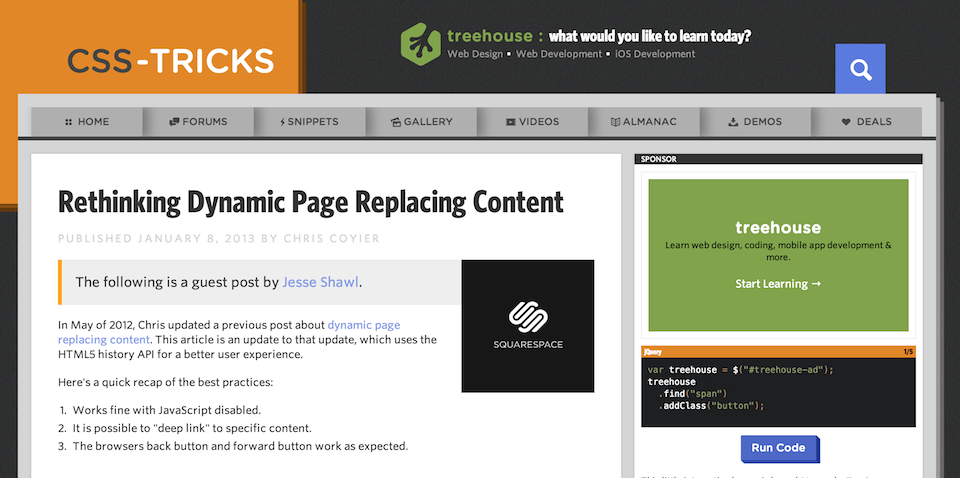 CSS-TRICKS
treehouse : what would you like to learn today?
Web Design • Web Development • iOS Development
HOME FORUMS SNIPPETS GALLERY VIDEOS ALMANAC DEMOS DEALS
Rethinking Dynamic Page Replacing Content
PUBLISHED JANUARY 8, 2013 BY CHRIS COYIER
The following is a guest post by Jesse Shawl.
SQUARESPACE
In May of 2012, Chris updated a previous post about dynamic page
replacing content. This article is an update to that update, which uses the
HTML5 history API for a better user experience.
Here's a quick recap of the best practices:
1. Works fine with JavaScript disabled.
2. It is possible to "deep link" to specific content.
3. The browsers back button and forward button work as expected.
SPONSOR
treehouse
Learn web design, coding, mobile app development &
more.
Start Learning →
jQuery 1/5
var treehouse = $("#treehouse-ad");
treehouse
.find("span")
.addClass("button");
Run Code